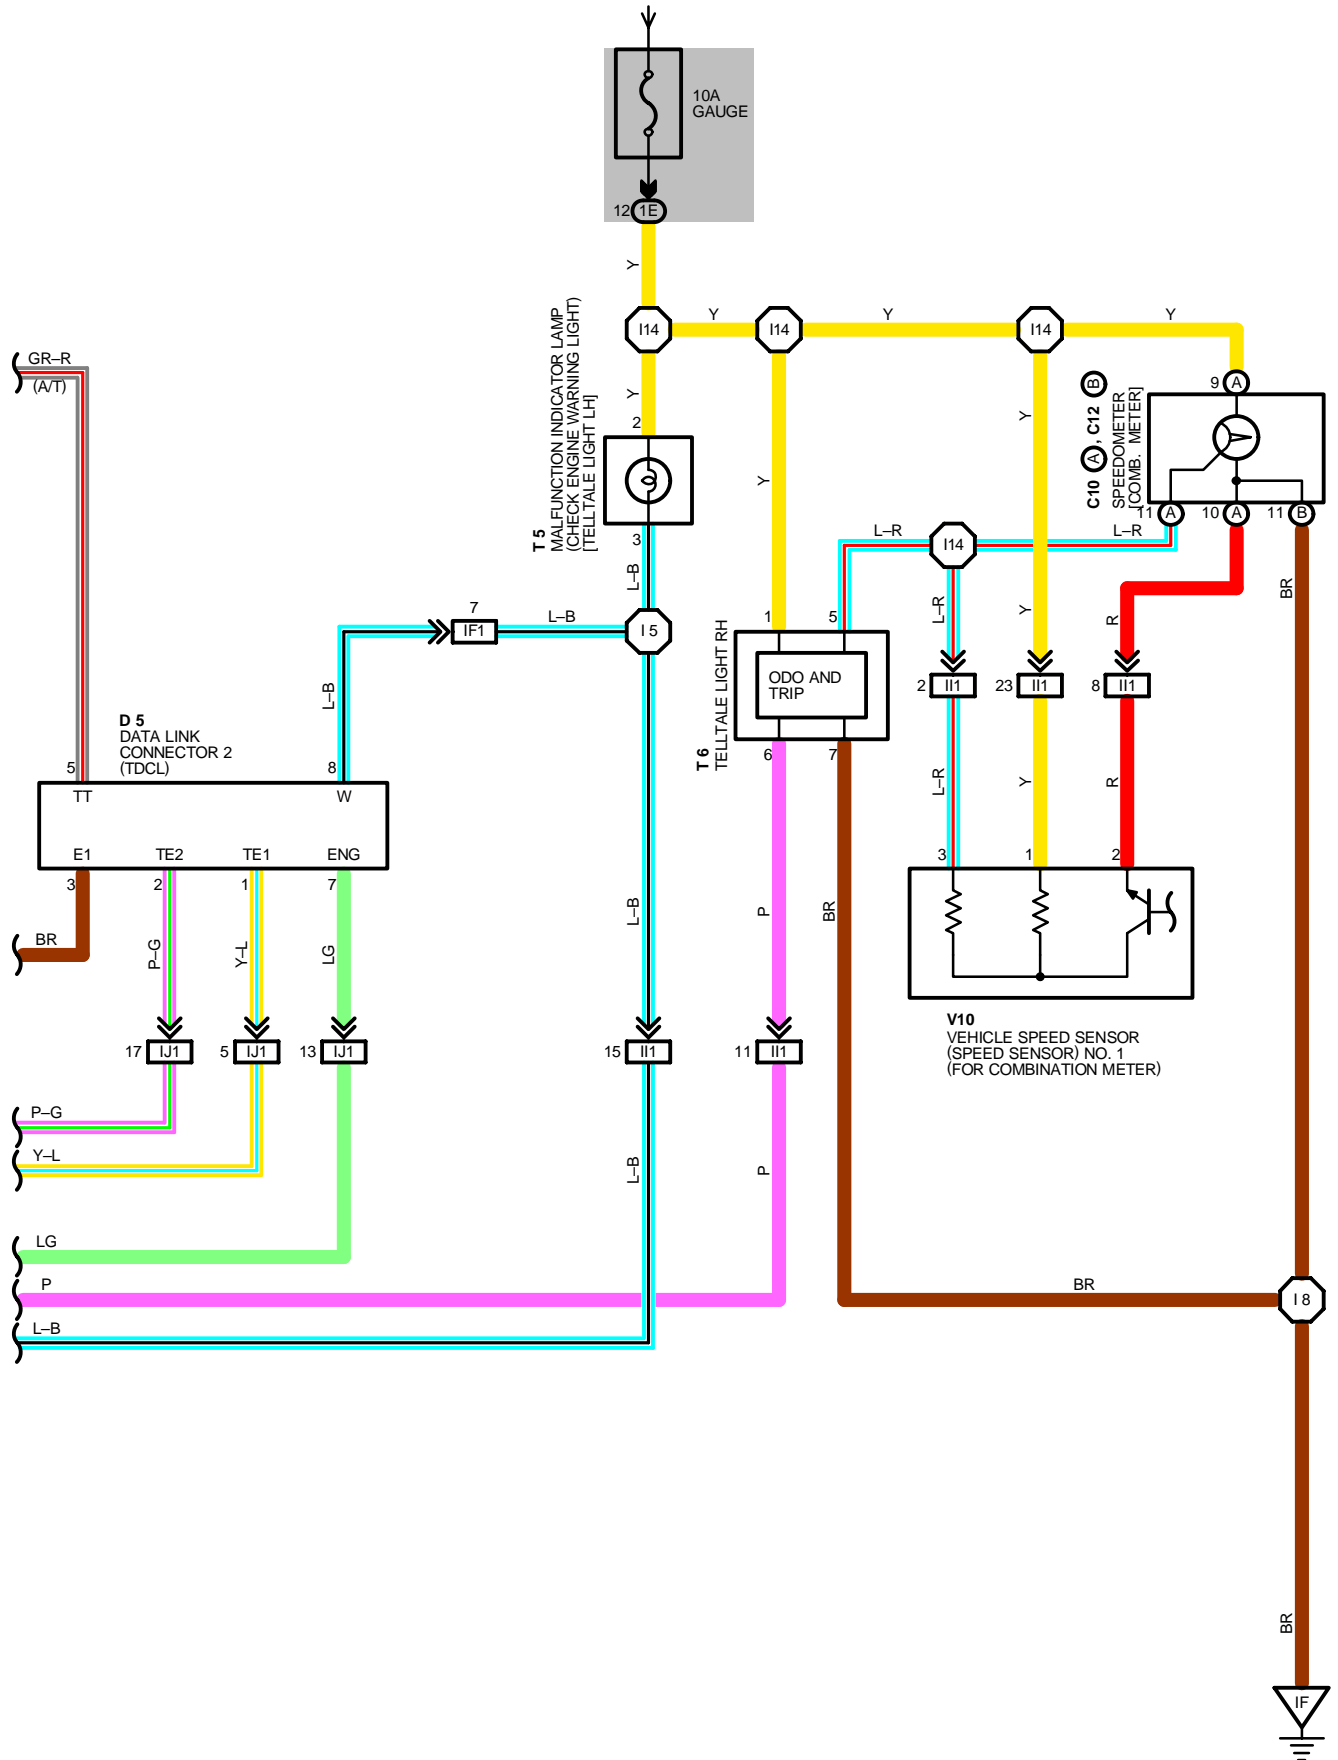 10A
GAUGE
12 1E
Y
I14 Y I14 Y I14 Y
GR–R
(A/T)
T 5
MALFUNCTION INDICATOR LAMP
(CHECK ENGINE WARNING LIGHT)
[TELLTALE LIGHT LH]
Y
2
3
L–B
Y
Y
C10 A, C12 B
SPEEDOMETER
[COMB. METER]
9 A
11 A 10 A 11 B
L–R I14 L–R
BR
7
IF1 L–B I 5
L–B
1 5
ODO AND
TRIP
T 6
TELLTALE LIGHT RH
6 7
L–R Y R
2 II1 23 II1 8 II1
L–R Y R
D 5
DATA LINK
CONNECTOR 2
(TDCL)
5 8
TT W
E1 TE2 TE1 ENG
3 2 1 7
3 1 2
BR
P–G Y–L LG
L–B P BR
V10
VEHICLE SPEED SENSOR
(SPEED SENSOR) NO. 1
(FOR COMBINATION METER)
17 IJ1 5 IJ1 13 IJ1 15 II1 11 II1
P–G
Y–L
L–B P
LG
P
BR
I 8
L–B
BR
IF